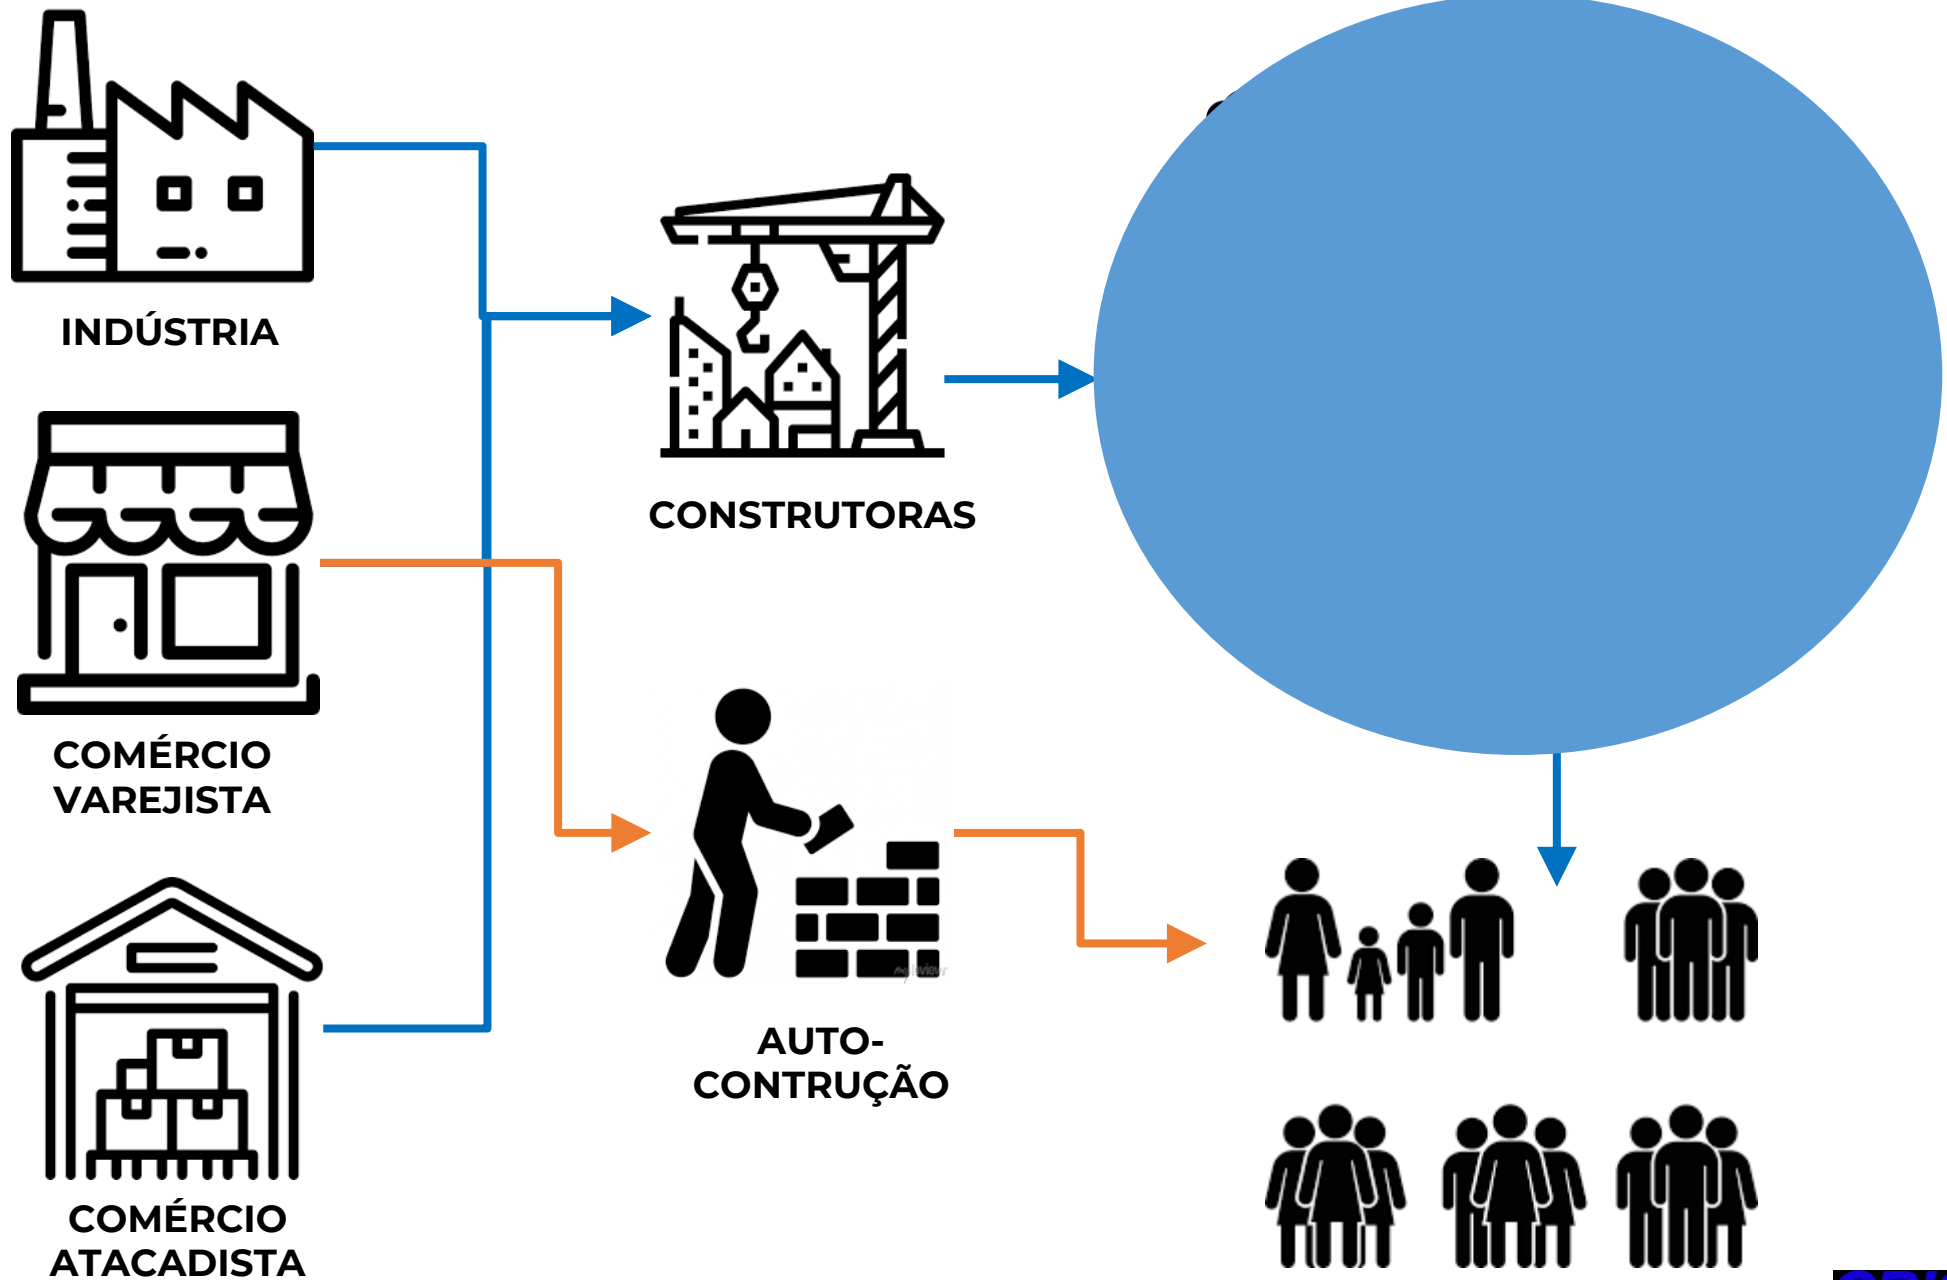 INDÚSTRIA
CONSTRUTORAS
COMÉRCIO
VAREJISTA
AUTO-
CONTRUÇÃO
COMÉRCIO
ATACADISTA